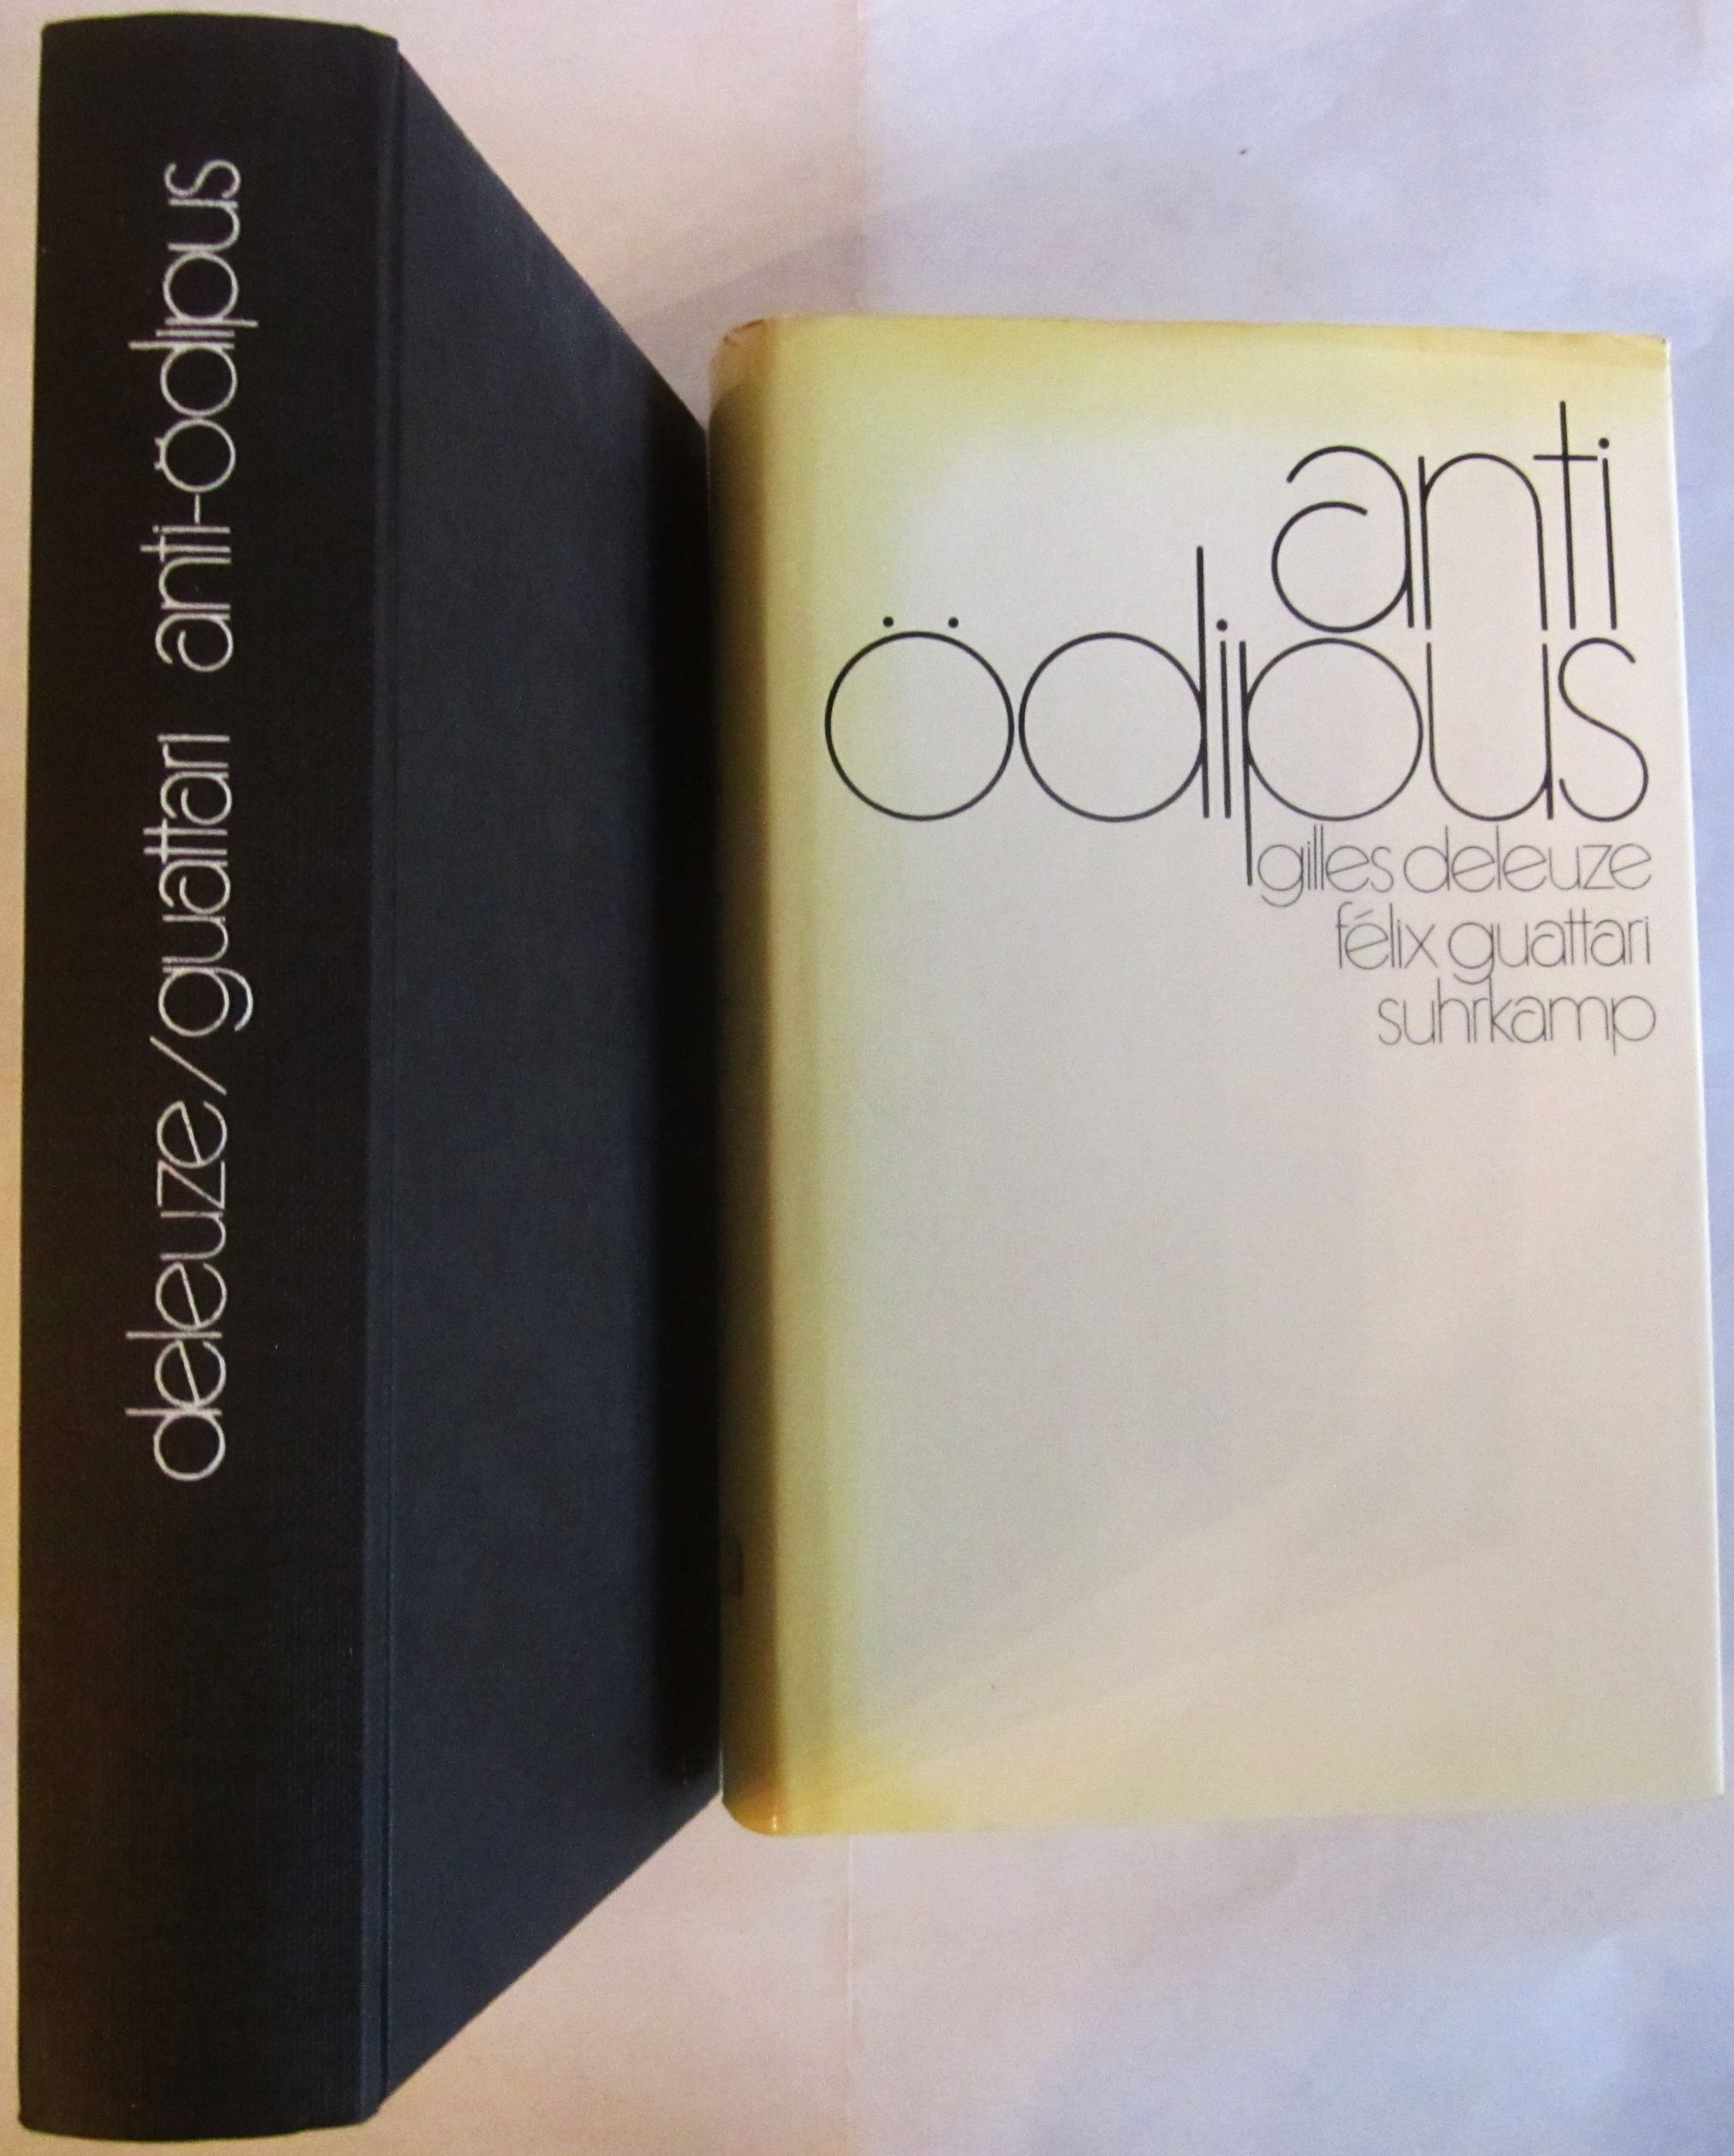 deleuze/guattari anti-ödipus
anti
ödipus
gilles deleuze
félix guattari
suhrkamp